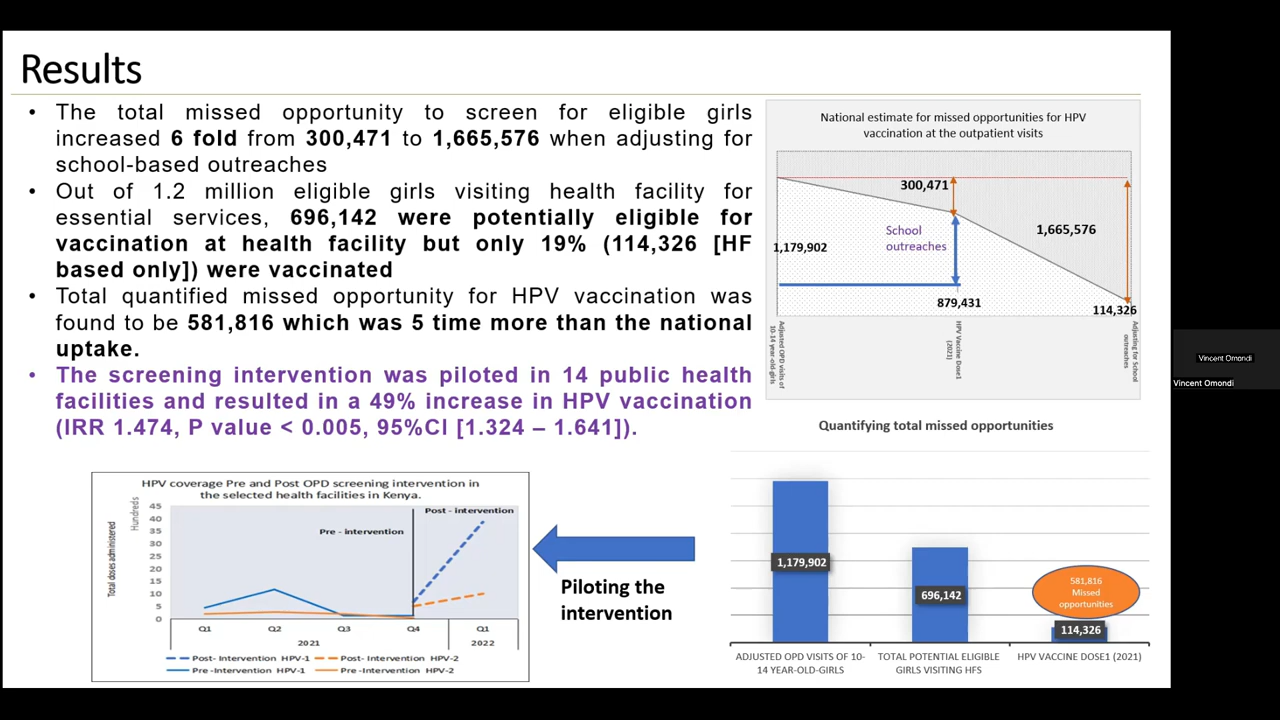 Results
• The total missed opportunity to screen for eligible girls
increased 6 fold from 300,471 to 1,665,576 when adjusting for
school-based outreaches
• Out of 1.2 million eligible girls visiting health facility for
essential services, 696,142 were potentially eligible for
vaccination at health facility but only 19% (114,326 [HF
based only]) were vaccinated
• Total quantified missed opportunity for HPV vaccination was
found to be 581,816 which was 5 time more than the national
uptake.
• The screening intervention was piloted in 14 public health
facilities and resulted in a 49% increase in HPV vaccination
(IRR 1.474, P value < 0.005, 95%CI [1.324 – 1.641]).
National estimate for missed opportunities for HPV
vaccination at the outpatient visits
300,471
School
outreaches
1,665,576
1,179,902
879,431
114,326
Adjusted OPD visits of
10-14 year-old-girls
HPV Vaccine Dose1
(2021)
Adjusting for School
outreaches
HPV coverage Pre and Post OPD screening intervention in
the selected health facilities in Kenya.
Total doses administered
Hundreds
45
40
35
30
25
20
15
10
5
0
Pre - intervention
Post - intervention
Q1
Q2
Q3
Q4
Q1
2021
2022
Post- Intervention HPV-1
Post- Intervention HPV-2
Pre -Intervention HPV-1
Pre -Intervention HPV-2
Piloting the
intervention
Quantifying total missed opportunities
1,179,902
696,142
581,816
Missed
opportunities
114,326
ADJUSTED OPD VISITS OF 10-
14 YEAR-OLD-GIRLS
TOTAL POTENTIAL ELIGIBLE
GIRLS VISITING HFS
HPV VACCINE DOSE1 (2021)
Vincent Omondi
Vincent Omondi